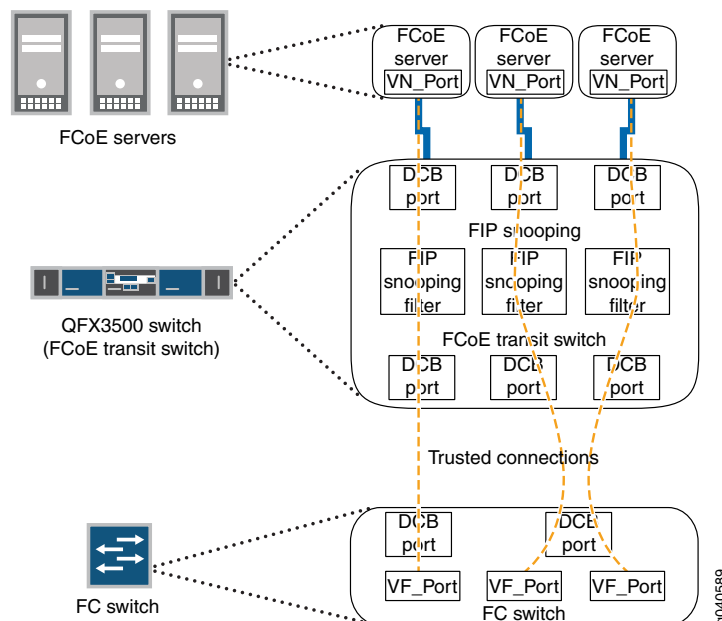 FCoE
server
VN_Port
FCoE
server
VN_Port
FCoE
server
VN_Port
FCoE servers
DCB
port
DCB
port
DCB
port
FIP snooping
FIP
snooping
filter
FIP
snooping
filter
FIP
snooping
filter
QFX3500 switch
(FCoE transit switch)
FCoE transit switch
DCB
port
DCB
port
DCB
port
Trusted connections
DCB
port
DCB
port
VF_Port
VF_Port
VF_Port
FC switch
FC switch
g040589